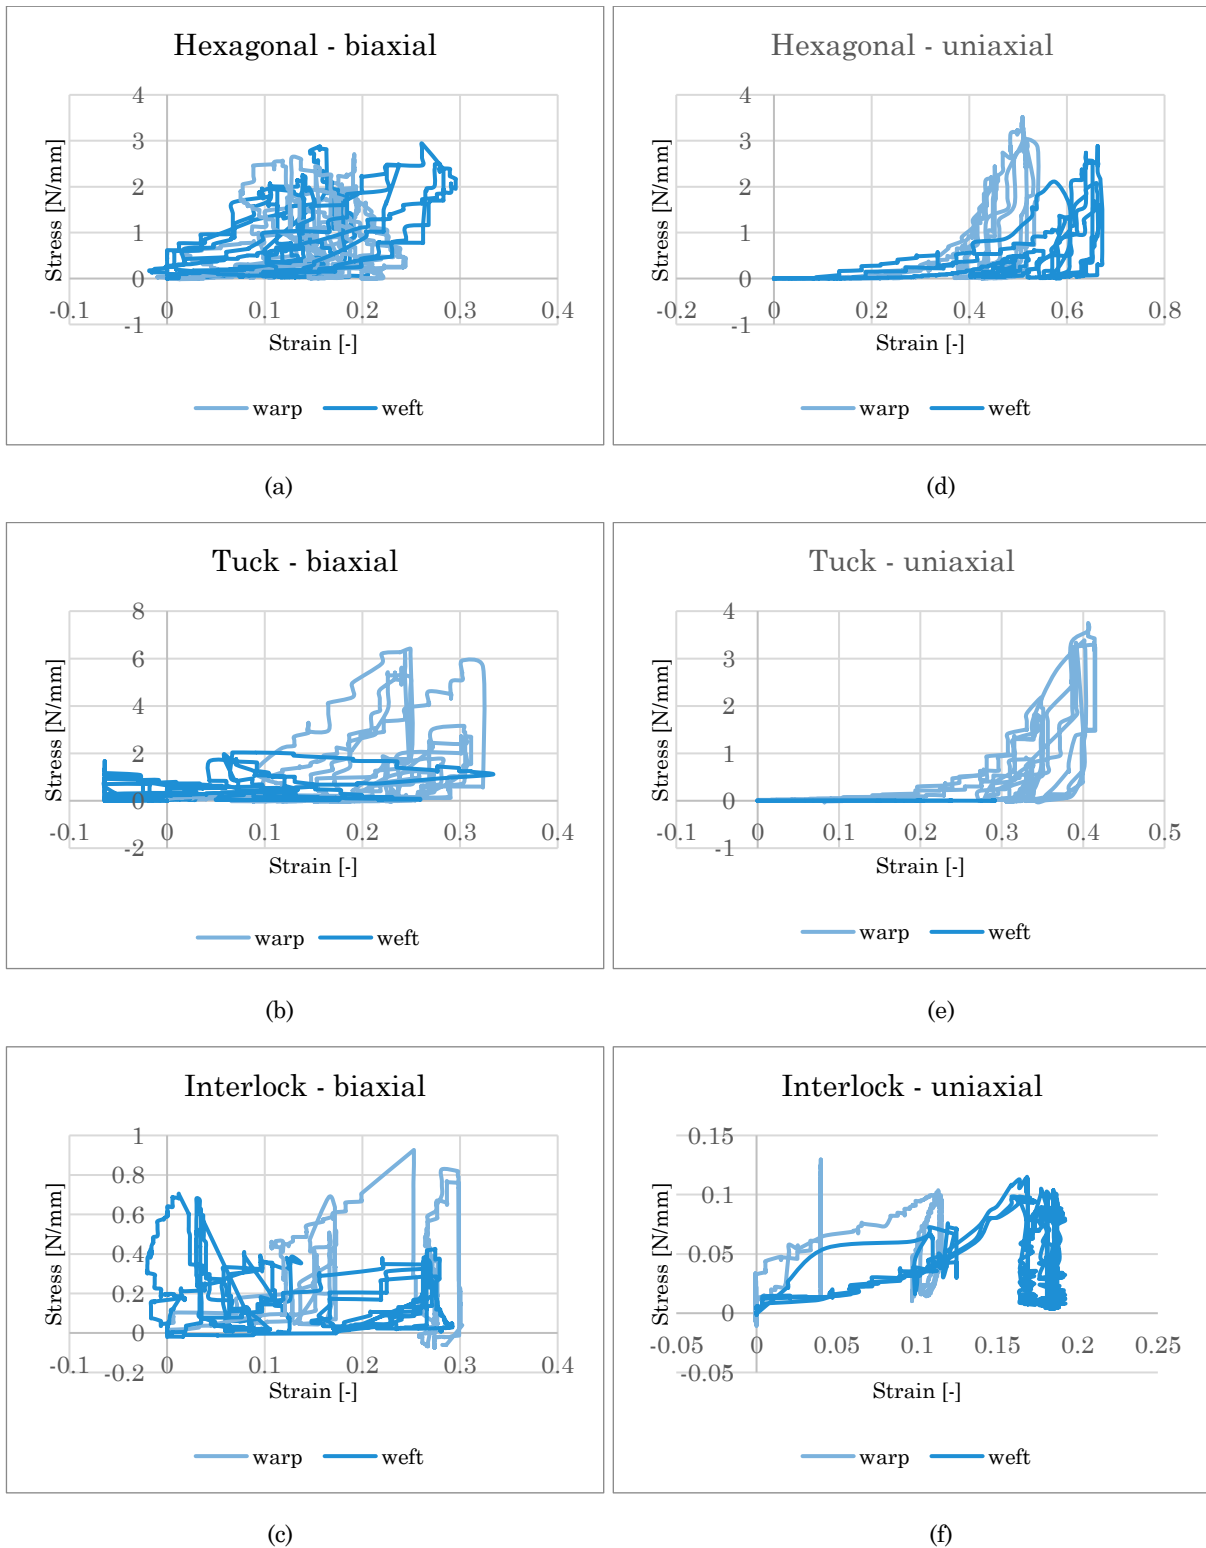 Hexagonal - biaxial
4
3
2
1
0
-1
-0.1
0
0.1
0.2
0.3
0.4
Stress [N/mm]
Strain [-]
warp
weft
(a)
Hexagonal - uniaxial
4
3
2
1
0
-1
-0.2
0
0.2
0.4
0.6
0.8
Stress [N/mm]
Strain [-]
warp
weft
(d)
Tuck - biaxial
8
6
4
2
0
-2
-0.1
0
0.1
0.2
0.3
0.4
Stress [N/mm]
Strain [-]
warp
weft
(b)
Tuck - uniaxial
4
3
2
1
0
-1
-0.1
0
0.1
0.2
0.3
0.4
0.5
Stress [N/mm]
Strain [-]
warp
weft
(e)
Interlock - biaxial
1
0.8
0.6
0.4
0.2
0
-0.2
-0.1
0
0.1
0.2
0.3
0.4
Stress [N/mm]
Strain [-]
warp
weft
(c)
Interlock - uniaxial
0.15
0.1
0.05
0
-0.05
-0.05
0
0.05
0.1
0.15
0.2
0.25
Stress [N/mm]
Strain [-]
warp
weft
(f)